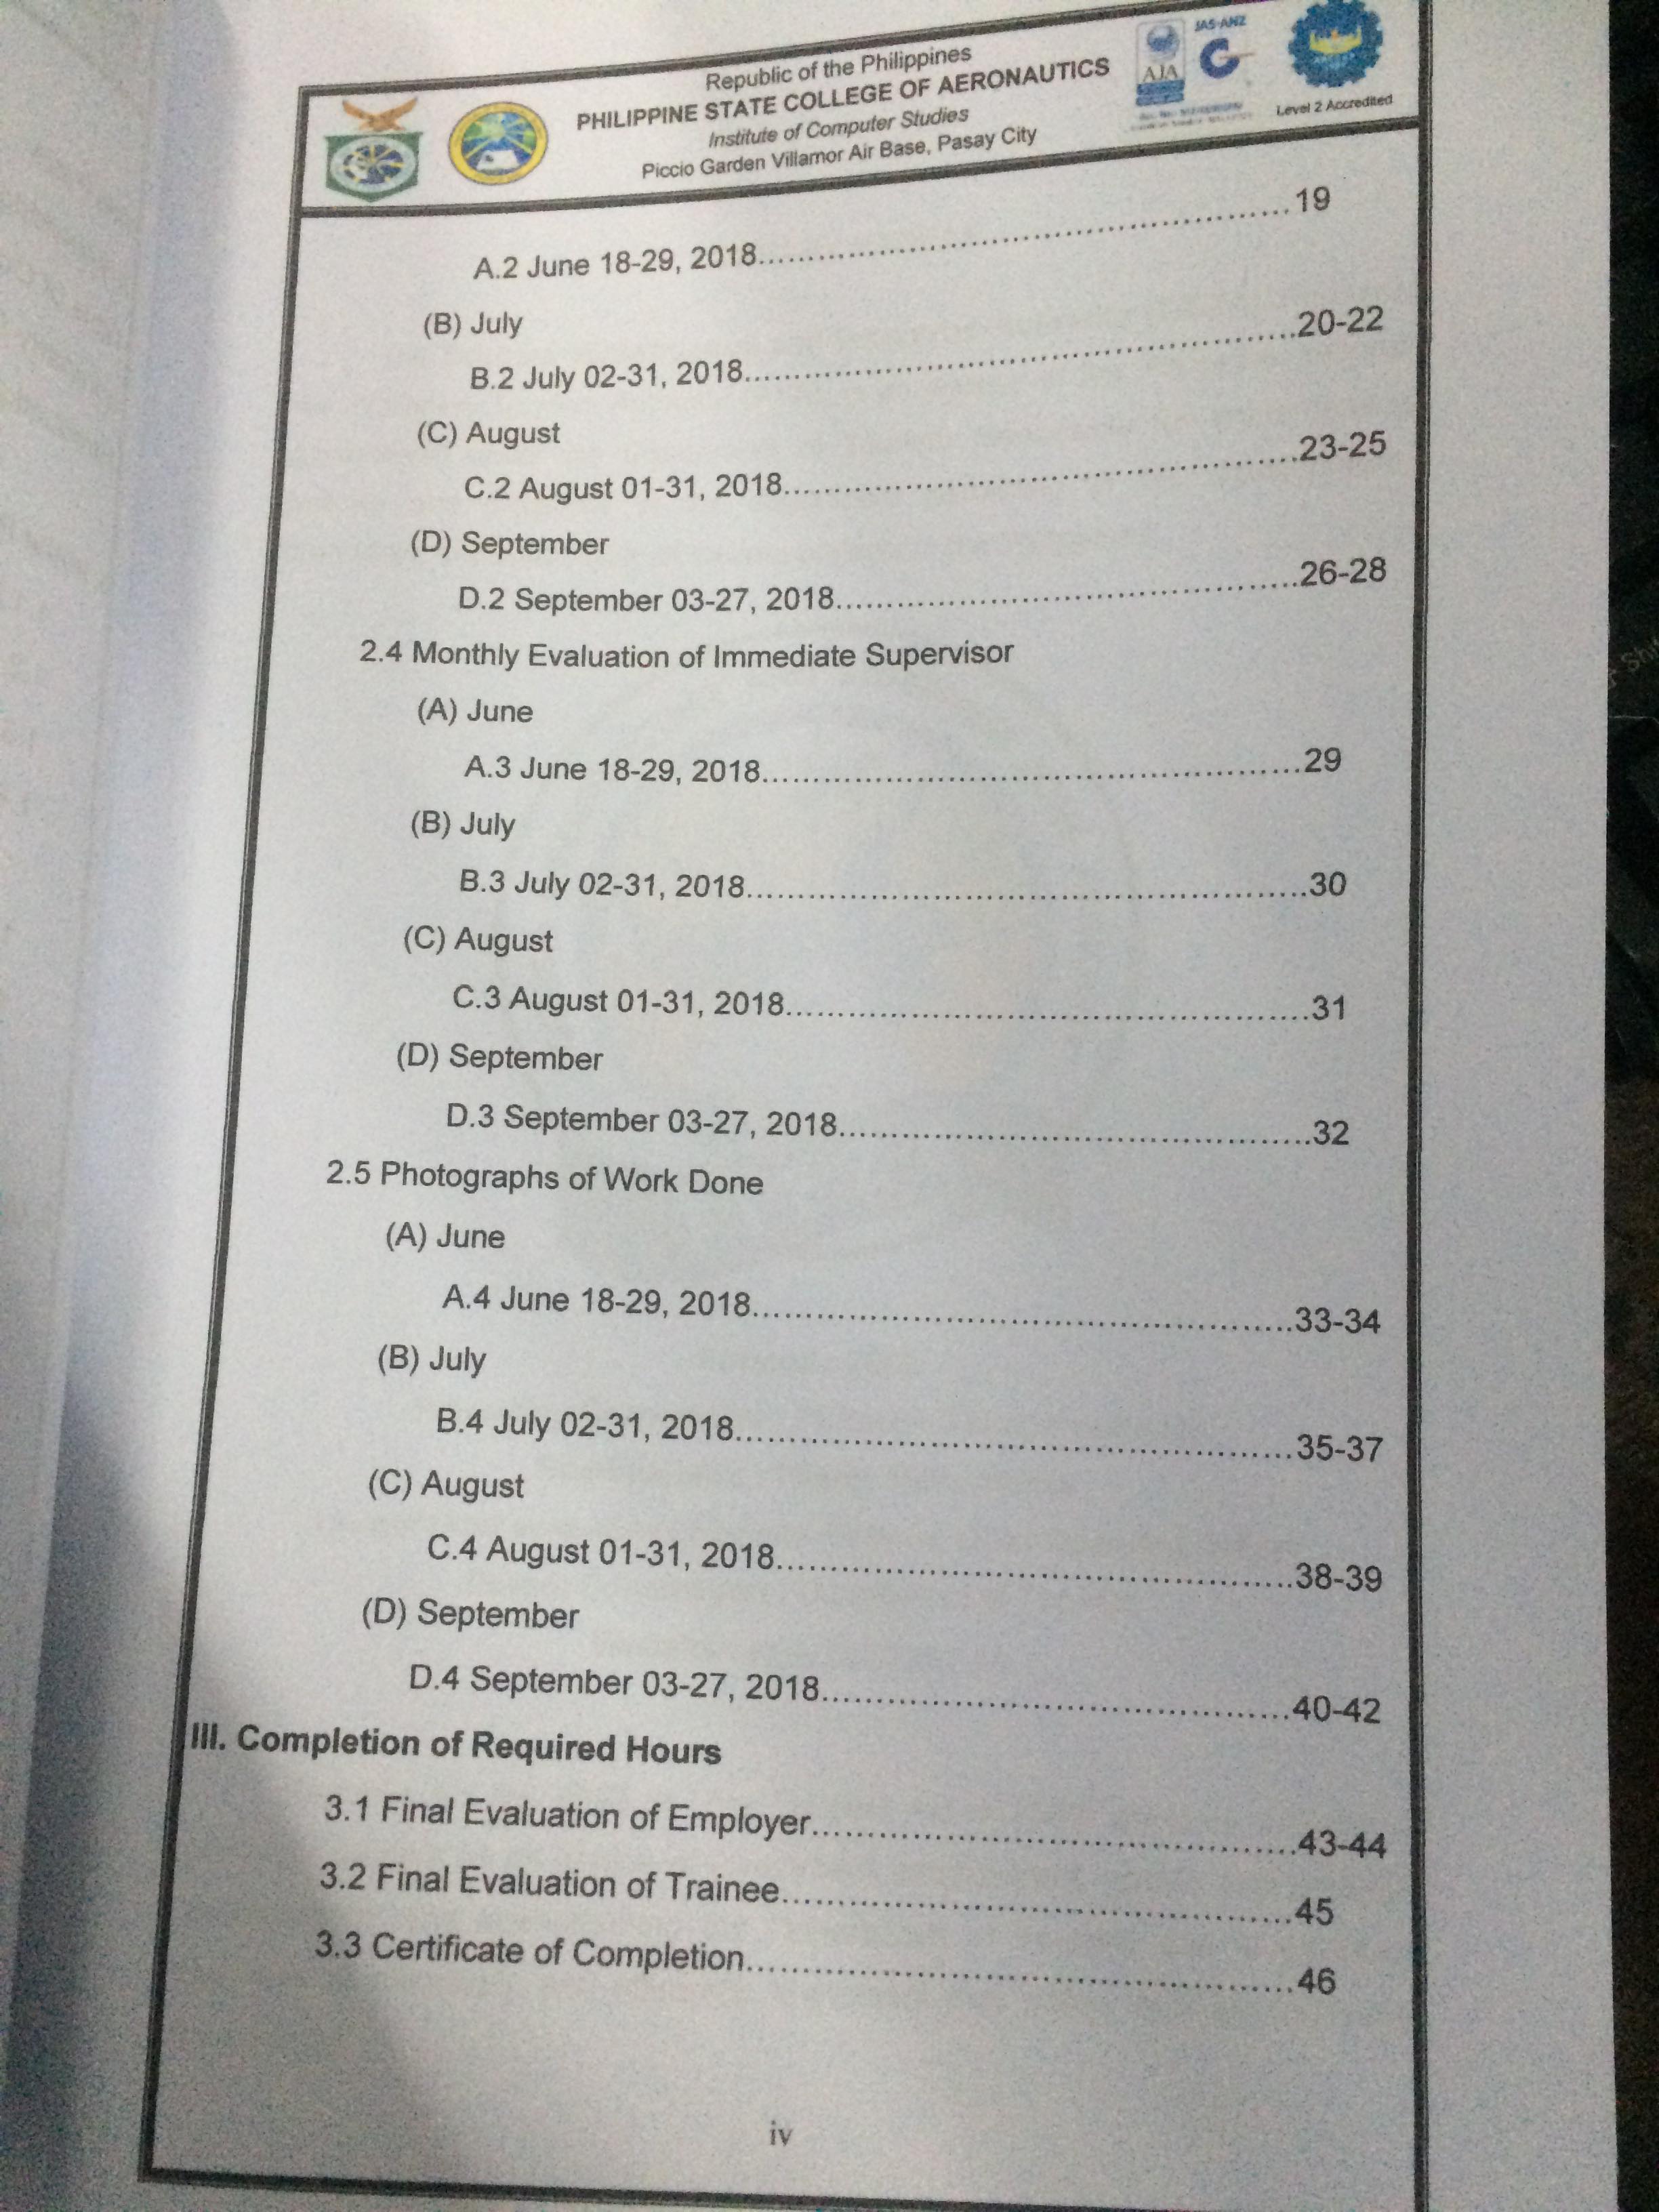 Republic of the Philippines
PHILIPPINE STATE COLLEGE OF AERONAUTICS
Institute of Computer Studies
Piccio Garden Villamor Air Base, Pasay City
AJA
JAS-ANZ
Level 2 Accredited
A.2 June 18-29, 2018..........19
(B) July
B.2 July 02-31, 2018..........20-22
(C) August
C.2 August 01-31, 2018..........23-25
(D) September
D.2 September 03-27, 2018..........26-28
2.4 Monthly Evaluation of Immediate Supervisor
(A) June
A.3 June 18-29, 2018..........29
(B) July
B.3 July 02-31, 2018..........30
(C) August
C.3 August 01-31, 2018..........31
(D) September
D.3 September 03-27, 2018..........32
2.5 Photographs of Work Done
(A) June
A.4 June 18-29, 2018..........33-34
(B) July
B.4 July 02-31, 2018..........35-37
(C) August
C.4 August 01-31, 2018..........38-39
(D) September
D.4 September 03-27, 2018..........40-42
III. Completion of Required Hours
3.1 Final Evaluation of Employer..........43-44
3.2 Final Evaluation of Trainee..........45
3.3 Certificate of Completion..........46
iv